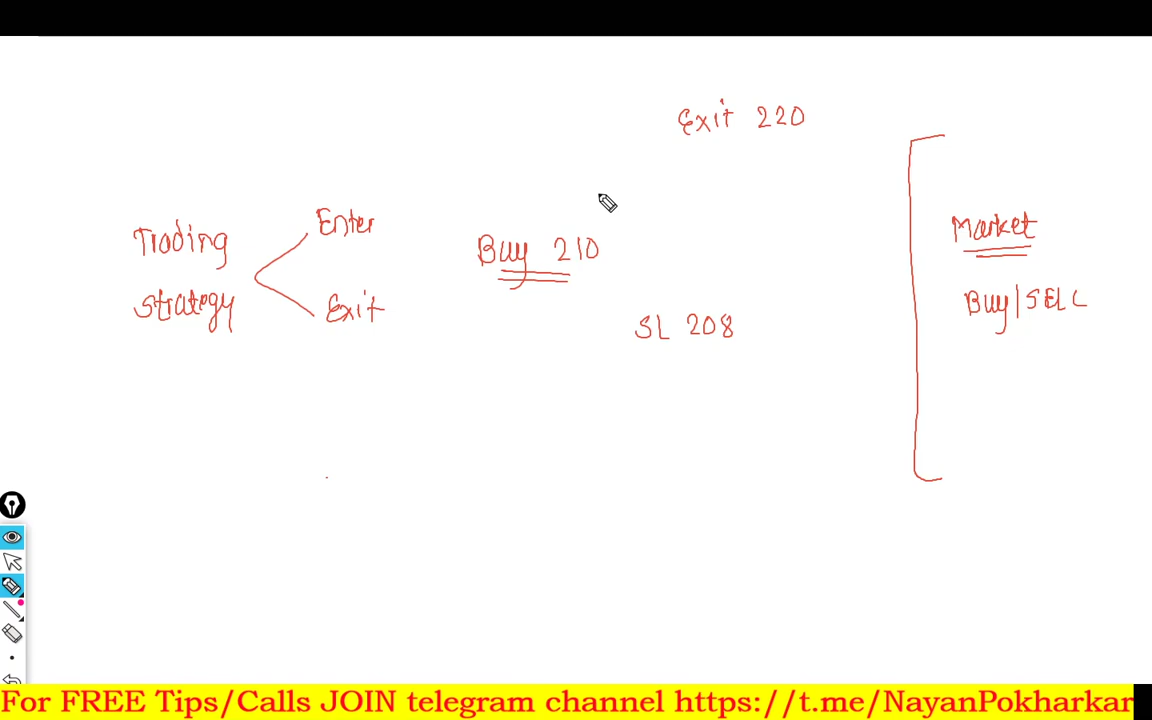 Exit 220
Trading
Strategy
Enter
Exit
Buy 210
SL 208
Market
Buy|SELL
For FREE Tips/Calls JOIN telegram channel https://t.me/NayanPokharkar